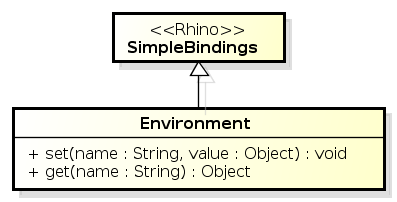 <<Rhino>>
SimpleBindings
Environment
+ set(name : String, value : Object) : void
+ get(name : String) : Object